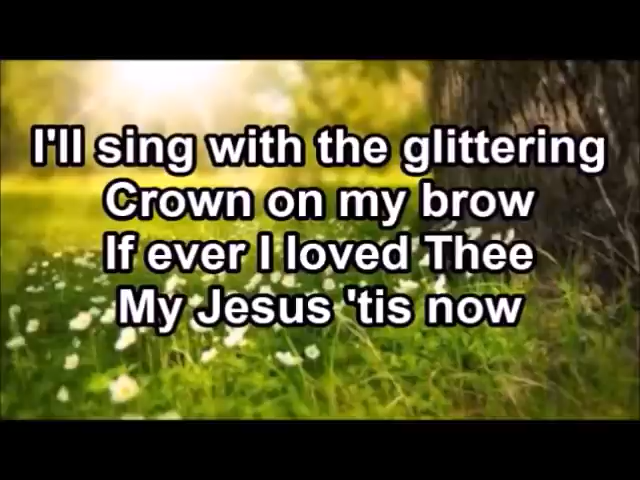 I'll sing with the glittering
Crown on my brow
If ever I loved Thee
My Jesus 'tis now